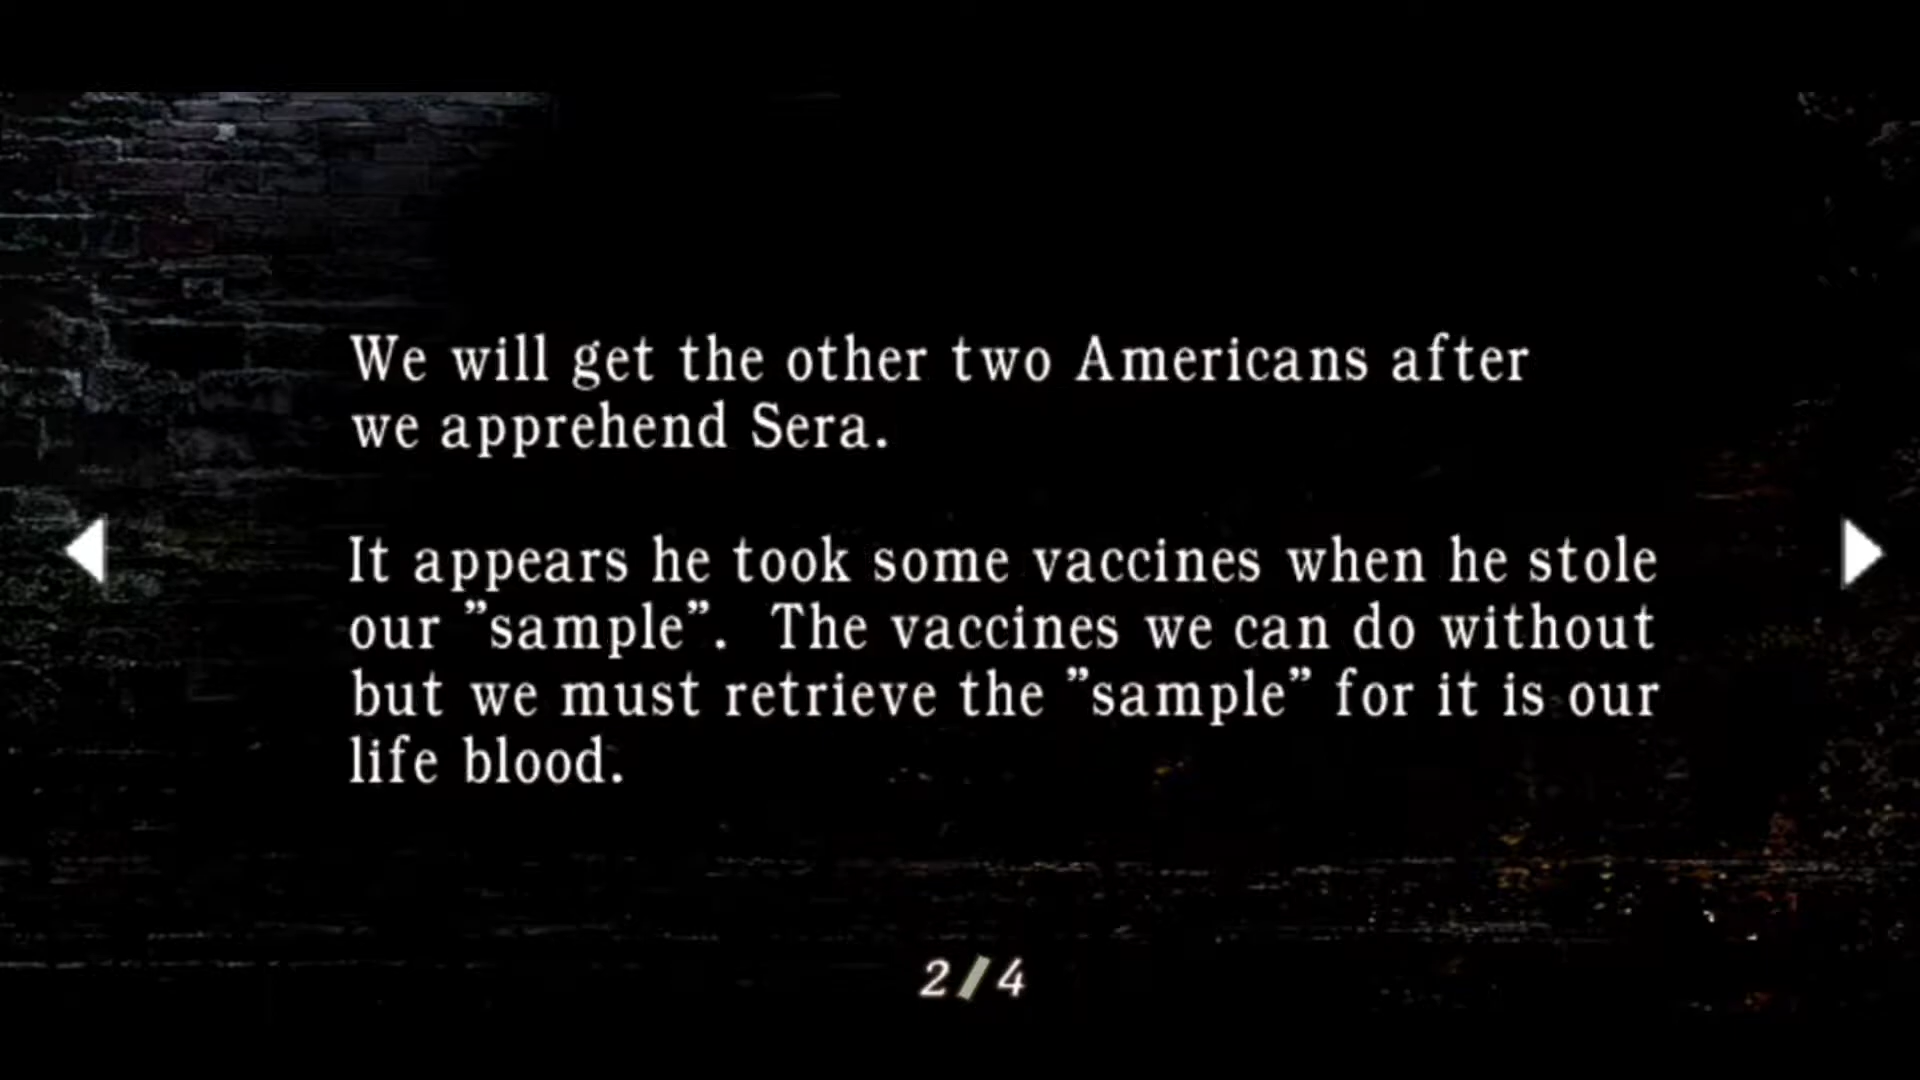 We will get the other two Americans after
we apprehend Sera.
It appears he took some vaccines when he stole
our ”sample”. The vaccines we can do without
but we must retrieve the ”sample” for it is our
life blood.
2/4